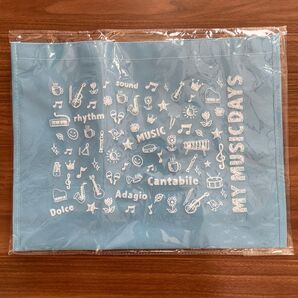 sound
rhythm
MUSIC
Cantabile
Adagio
Dolce
MY MUSIC DAYS